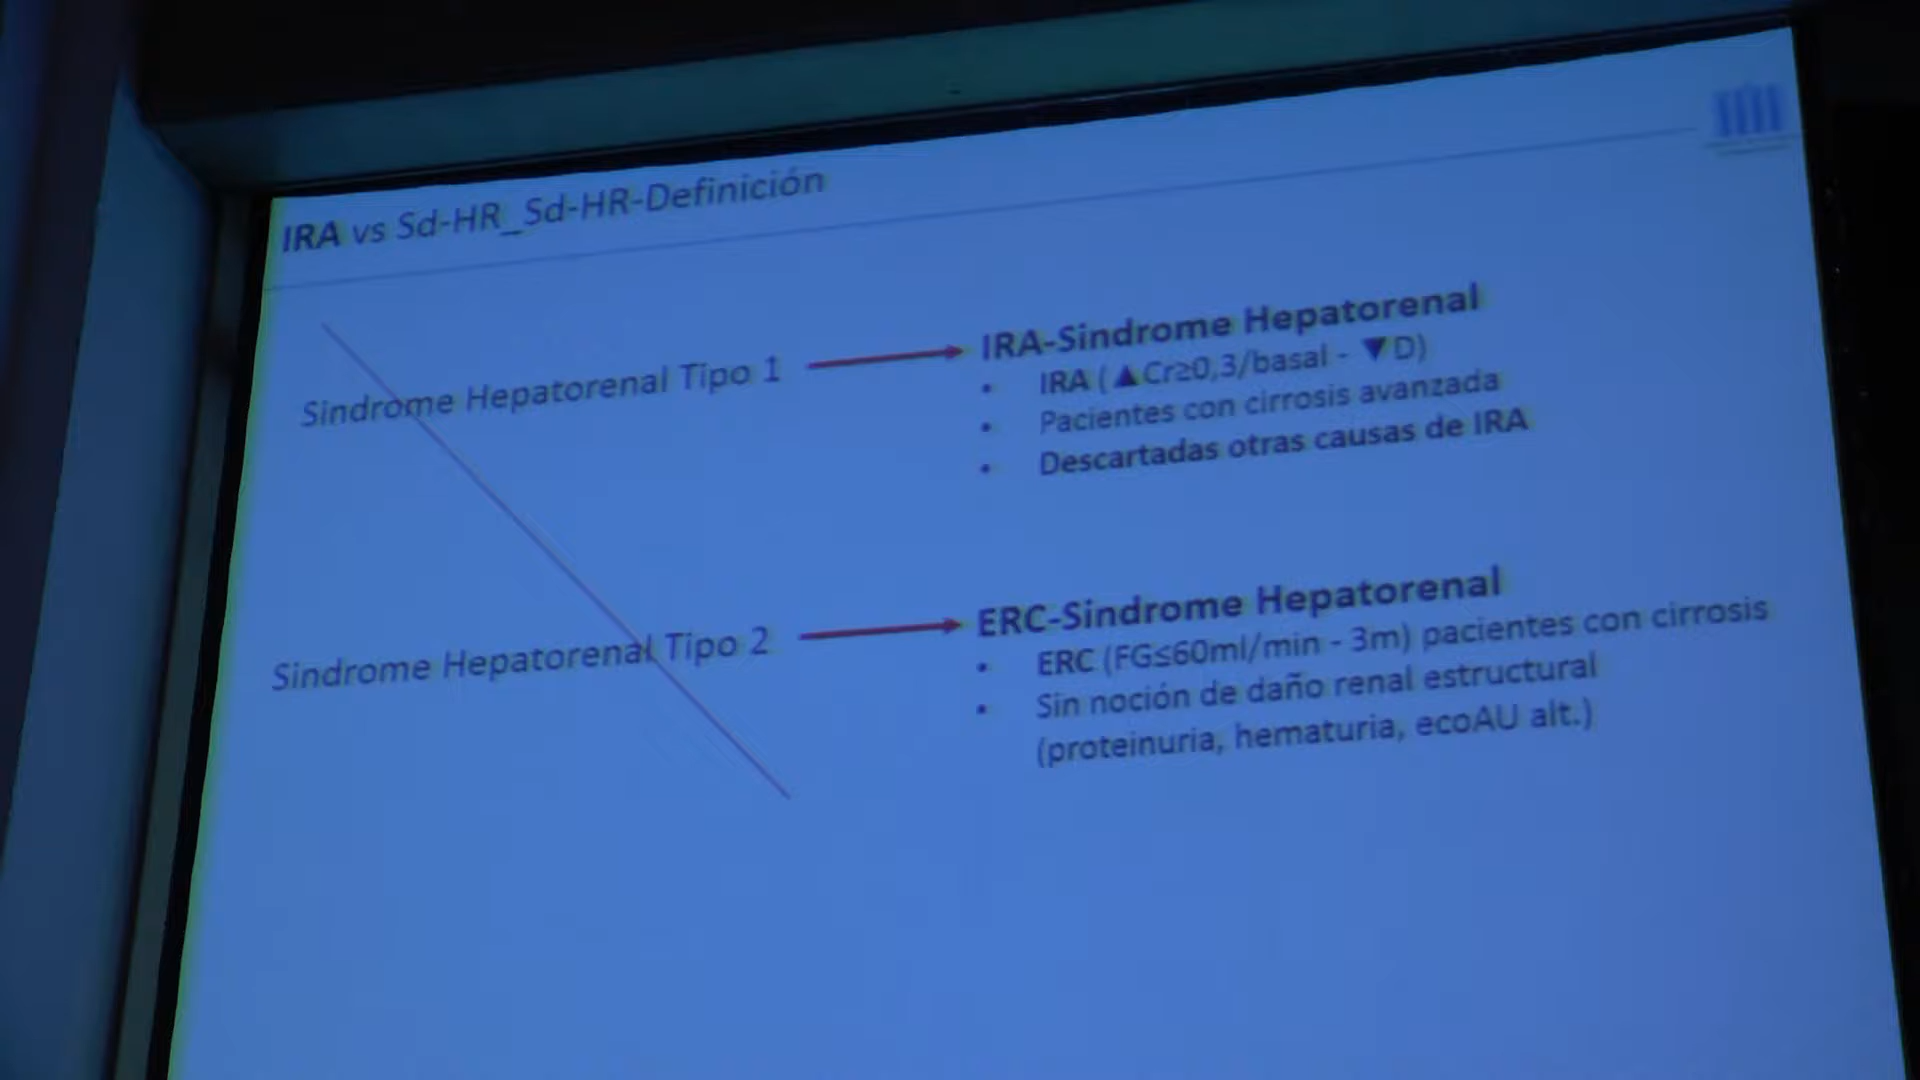 IRA vs Sd-HR_Sd-HR-Definición
Sindrome Hepatorenal Tipo 1
IRA-Sindrome Hepatorenal
• IRA (▲Cr≥0,3/basal - ▼D)
• Pacientes con cirrosis avanzada
• Descartadas otras causas de IRA
Sindrome Hepatorenal Tipo 2
ERC-Sindrome Hepatorenal
• ERC (FG≤60ml/min - 3m) pacientes con cirrosis
• Sin noción de daño renal estructural
(proteinuria, hematuria, ecoAU alt.)